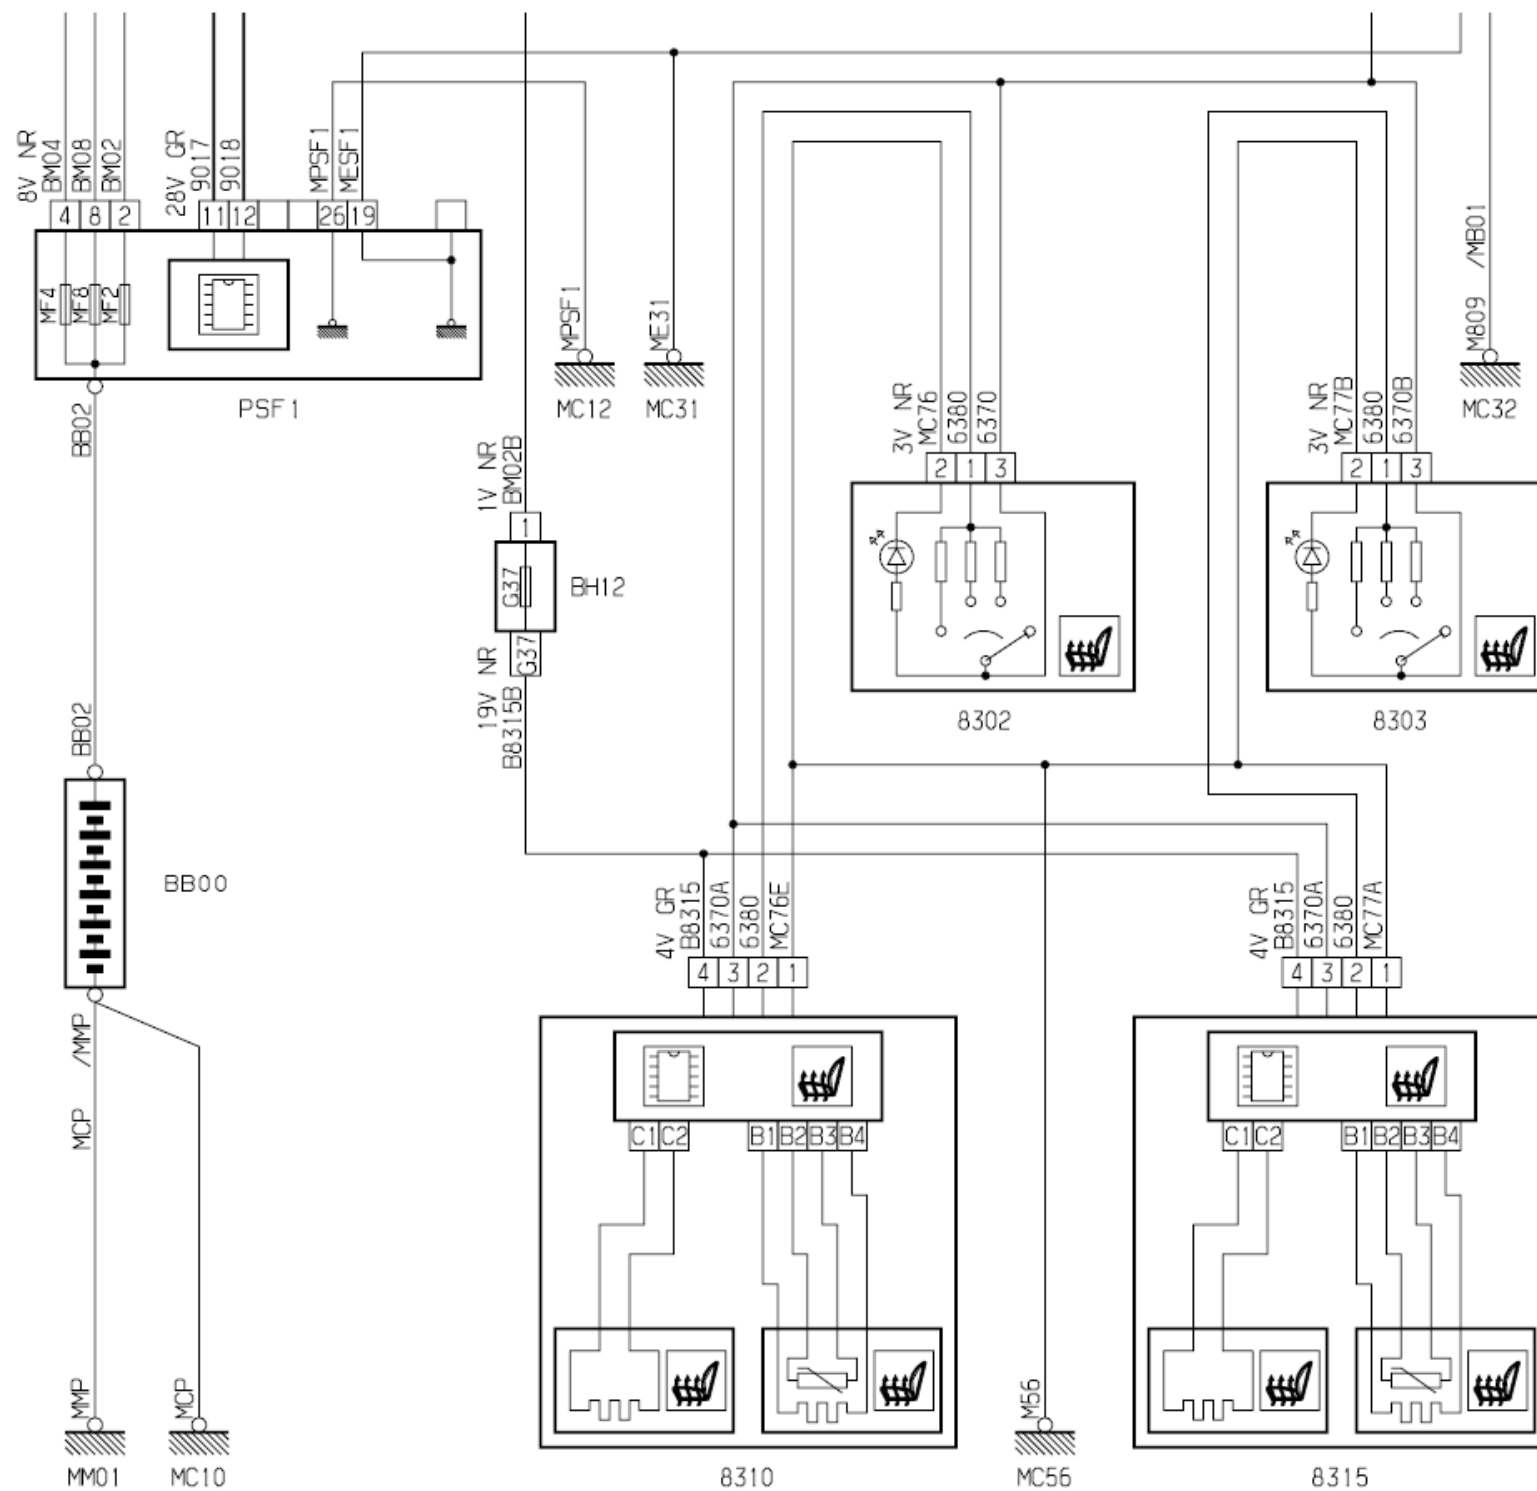 8V NR
BM04
BM08
BM02
28V GR
9017
9018
MPSF1
MESF1
4 8 2
11 12
26 19
MF4
MF8
MF2
PSF1
BB02
MPSF1
MC12
ME31
MC31
M809 /MB01
MC32
1V NR
BM02B
1
G37
BH12
G37
19V NR
B8315B
3V NR
MC76
6380
6370
2 1 3
8302
3V NR
MC77B
6380
6370B
2 1 3
8303
BB02
BB00
/MMP
MCP
MMP
MM01
MCP
MC10
4V GR
B8315
6370A
6380
MC76E
4 3 2 1
C1 C2
B1 B2 B3 B4
8310
M56
MC56
4V GR
B8315
6370A
6380
MC77A
4 3 2 1
C1 C2
B1 B2 B3 B4
8315